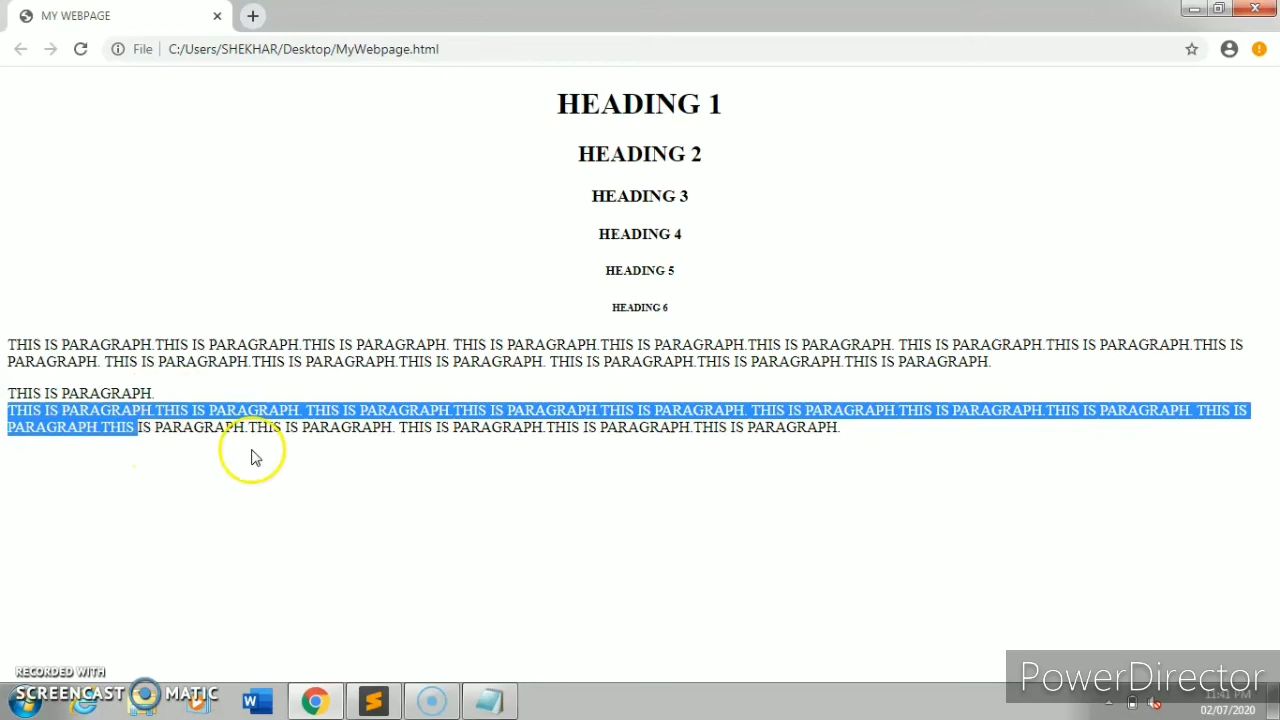 MY WEBPAGE
File
C:/Users/SHEKHAR/Desktop/MyWebpage.html
HEADING 1
HEADING 2
HEADING 3
HEADING 4
HEADING 5
HEADING 6
THIS IS PARAGRAPH.THIS IS PARAGRAPH.THIS IS PARAGRAPH. THIS IS PARAGRAPH.THIS IS PARAGRAPH.THIS IS PARAGRAPH. THIS IS PARAGRAPH.THIS IS PARAGRAPH.THIS IS
PARAGRAPH. THIS IS PARAGRAPH.THIS IS PARAGRAPH.THIS IS PARAGRAPH. THIS IS PARAGRAPH.THIS IS PARAGRAPH.THIS IS PARAGRAPH.
THIS IS PARAGRAPH.
THIS IS PARAGRAPH.THIS IS PARAGRAPH. THIS IS PARAGRAPH.THIS IS PARAGRAPH.THIS IS PARAGRAPH. THIS IS PARAGRAPH.THIS IS PARAGRAPH.THIS IS PARAGRAPH. THIS IS
PARAGRAPH.THIS IS PARAGRAPH.THIS IS PARAGRAPH. THIS IS PARAGRAPH.THIS IS PARAGRAPH.THIS IS PARAGRAPH.
RECORDED WITH
SCREENCAST MATIC
PowerDirector
11:41 PM
02/07/2020